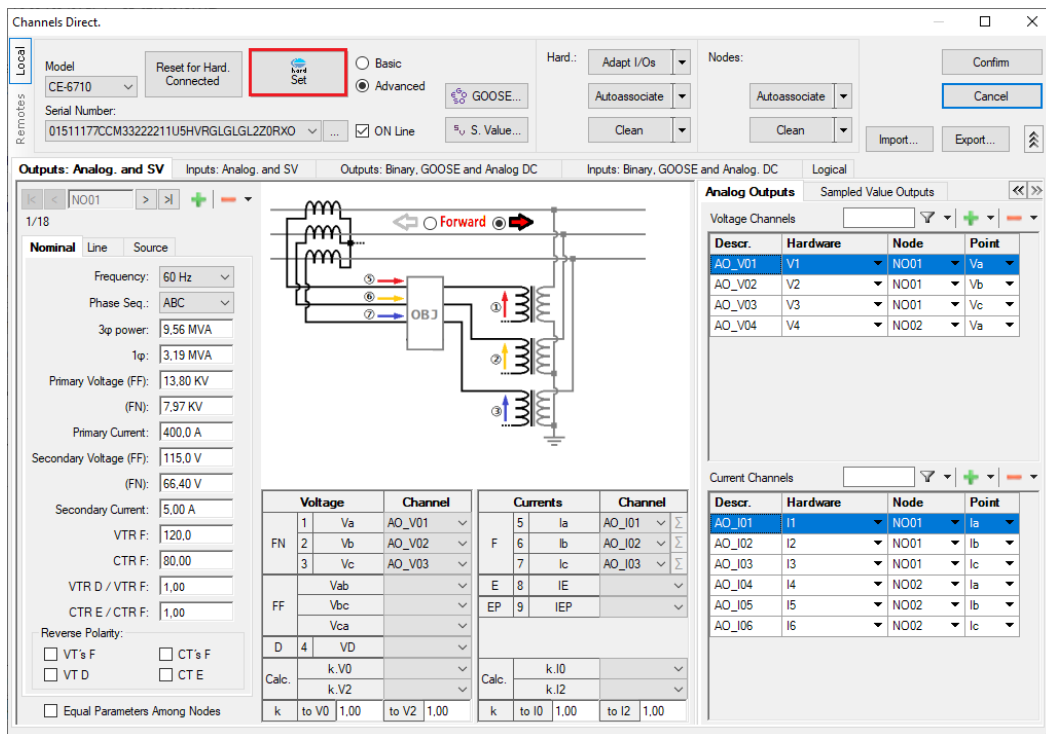 Channels Direct.
Local
Remotes
Model
CE-6710
Reset for Hard. Connected
hard
Set
Basic
Advanced
GOOSE...
Serial Number:
01511177CCM33222211U5HVRGLGLGL2Z0RXO
...
ON Line
S. Value...
Hard.:
Adapt I/Os
Autoassociate
Clean
Nodes:
Autoassociate
Clean
Confirm
Cancel
Import...
Export...
Outputs: Analog. and SV
Inputs: Analog. and SV
Outputs: Binary, GOOSE and Analog DC
Inputs: Binary, GOOSE and Analog. DC
Logical
NO01
1/18
Nominal Line Source
Frequency: 60 Hz
Phase Seq.: ABC
3φ power: 9,56 MVA
1φ: 3,19 MVA
Primary Voltage (FF): 13,80 KV
(FN): 7,97 KV
Primary Current: 400,0 A
Secondary Voltage (FF): 115,0 V
(FN): 66,40 V
Secondary Current: 5,00 A
VTR F: 120,0
CTR F: 80,00
VTR D / VTR F: 1,00
CTR E / CTR F: 1,00
Reverse Polarity:
VT's F CT's F
VT D CT E
Equal Parameters Among Nodes
Forward
⑤
⑥
⑦
OBJ
①
②
③
Voltage Channel
FN
1 Va AO_V01
2 Vb AO_V02
3 Vc AO_V03
FF
Vab
Vbc
Vca
D 4 VD
Calc.
k.V0
k.V2
k to V0 1,00 to V2 1,00
Currents Channel
F
5 Ia AO_I01 Σ
6 Ib AO_I02 Σ
7 Ic AO_I03 Σ
E 8 IE
EP 9 IEP
Calc.
k.I0
k.I2
k to I0 1,00 to I2 1,00
Analog Outputs Sampled Value Outputs
Voltage Channels
Descr. Hardware Node Point
AO_V01 V1 NO01 Va
AO_V02 V2 NO01 Vb
AO_V03 V3 NO01 Vc
AO_V04 V4 NO02 Va
Current Channels
Descr. Hardware Node Point
AO_I01 I1 NO01 Ia
AO_I02 I2 NO01 Ib
AO_I03 I3 NO01 Ic
AO_I04 I4 NO02 Ia
AO_I05 I5 NO02 Ib
AO_I06 I6 NO02 Ic